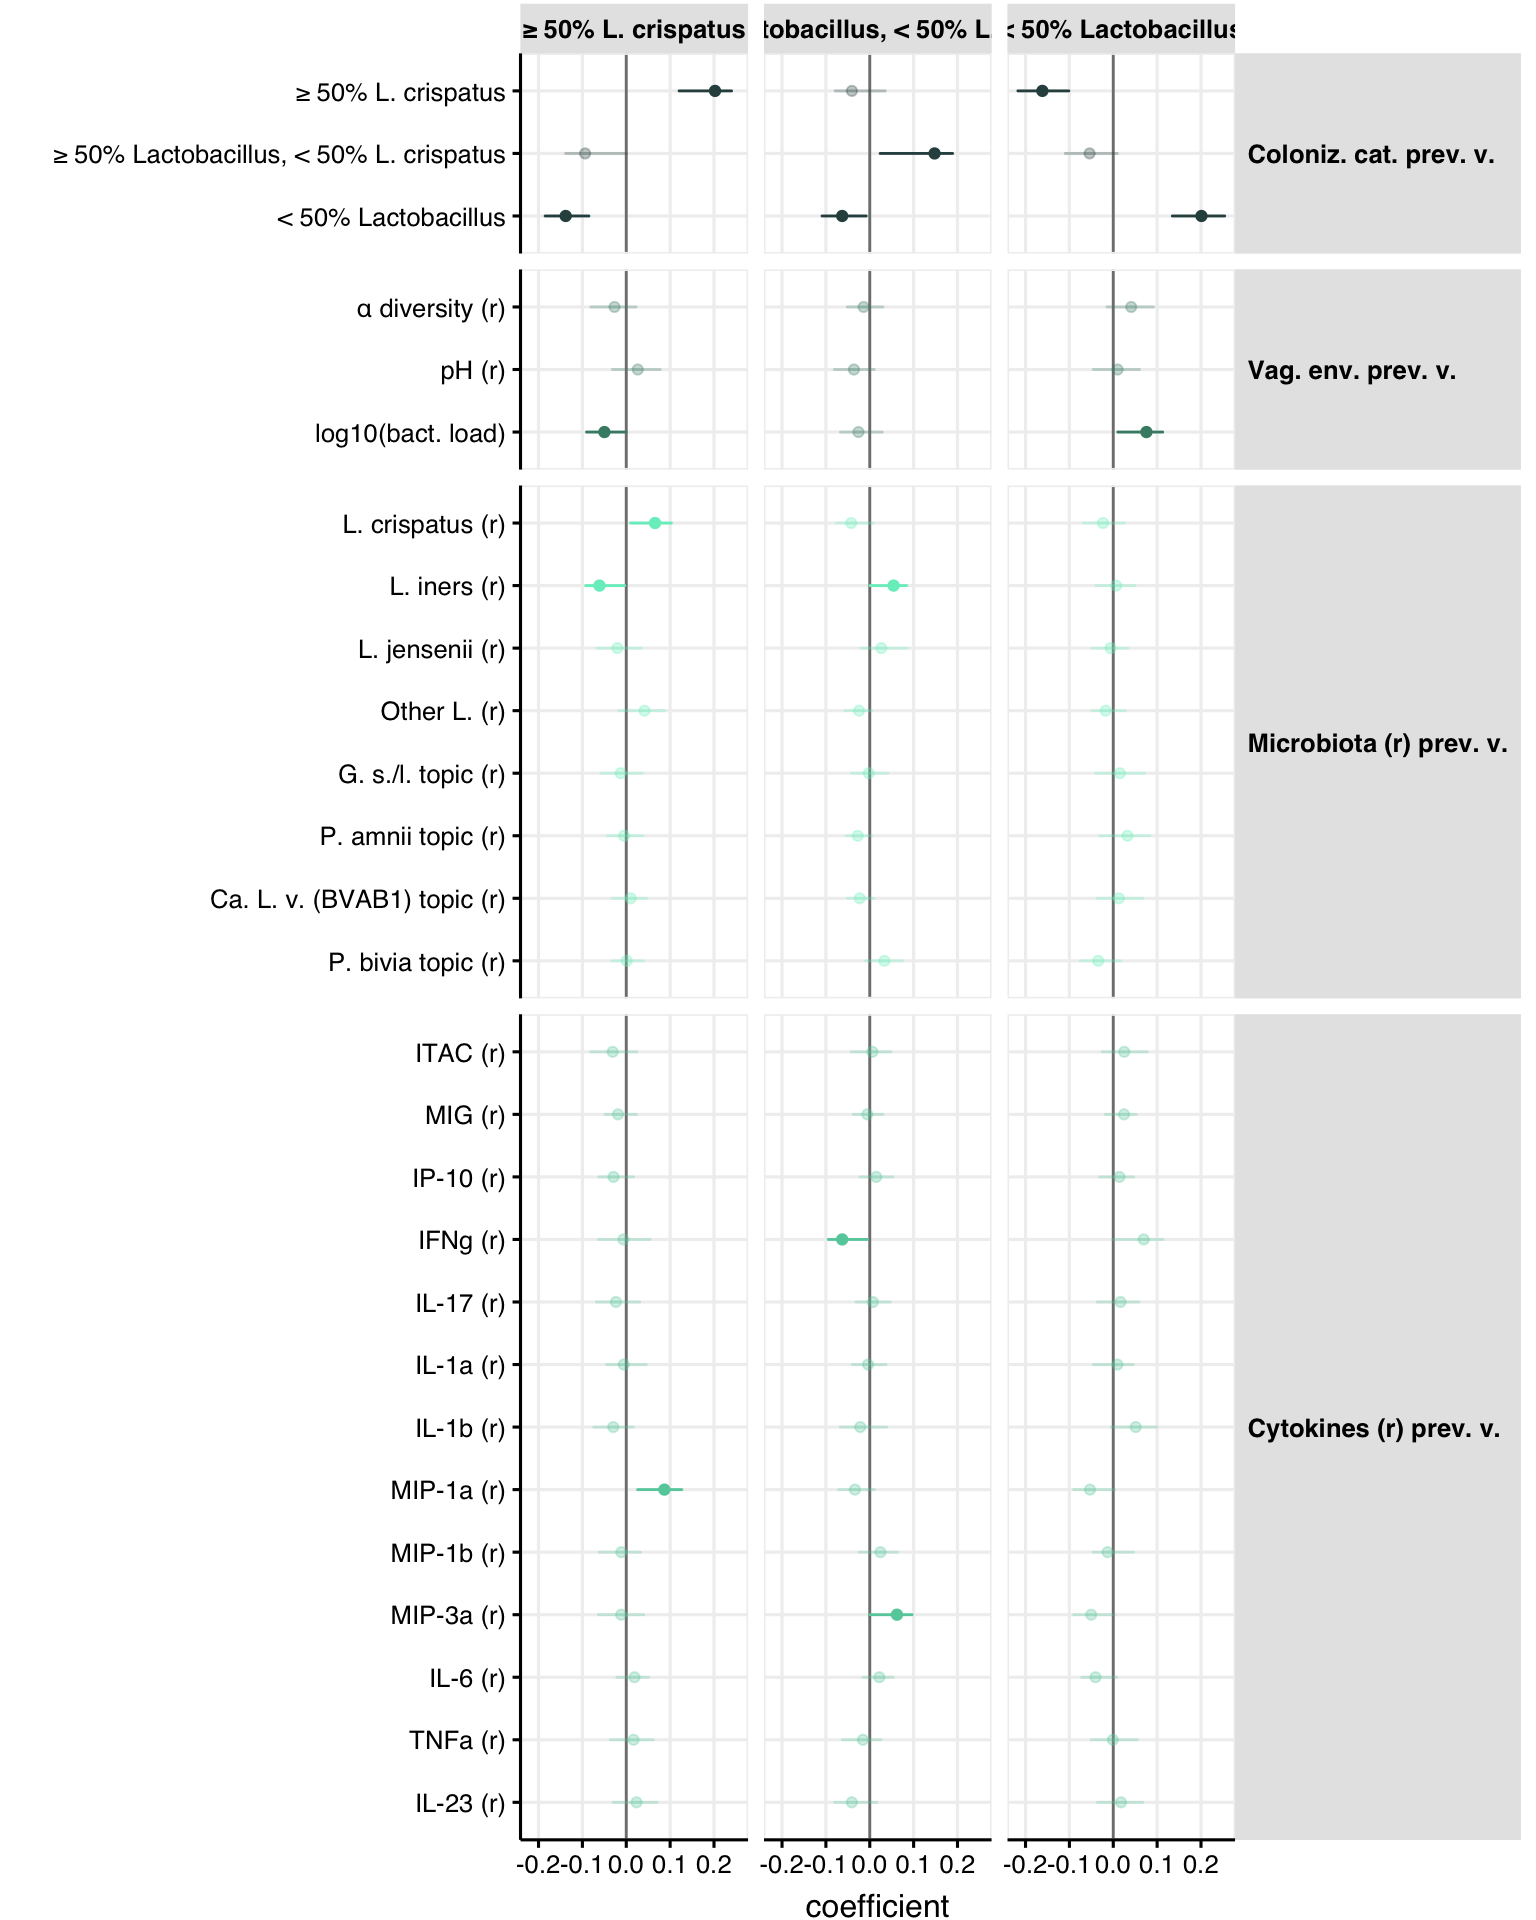 ≥ 50% L. crispatus
tobacillus, < 50% L.
< 50% Lactobacillus
≥ 50% L. crispatus
≥ 50% Lactobacillus, < 50% L. crispatus
< 50% Lactobacillus
Coloniz. cat. prev. v.
α diversity (r)
pH (r)
log10(bact. load)
Vag. env. prev. v.
L. crispatus (r)
L. iners (r)
L. jensenii (r)
Other L. (r)
G. s./l. topic (r)
P. amnii topic (r)
Ca. L. v. (BVAB1) topic (r)
P. bivia topic (r)
Microbiota (r) prev. v.
ITAC (r)
MIG (r)
IP-10 (r)
IFNg (r)
IL-17 (r)
IL-1a (r)
IL-1b (r)
MIP-1a (r)
MIP-1b (r)
MIP-3a (r)
IL-6 (r)
TNFa (r)
IL-23 (r)
Cytokines (r) prev. v.
-0.2 -0.1 0.0 0.1 0.2
-0.2 -0.1 0.0 0.1 0.2
-0.2 -0.1 0.0 0.1 0.2
coefficient